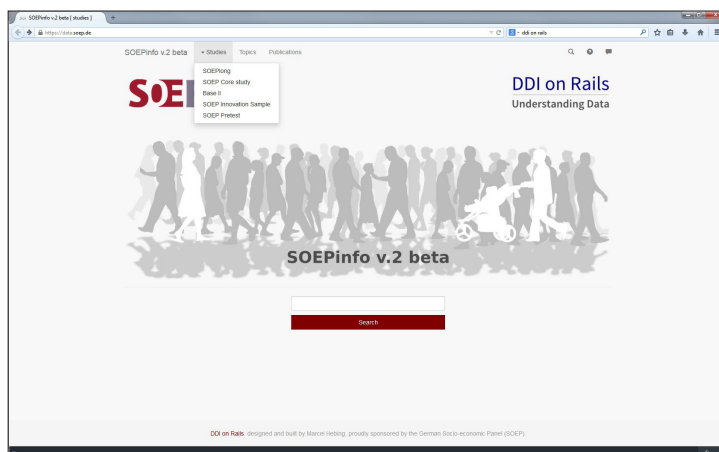 SOEPinfo v.2 beta [ studies ]
https://data.soep.de
ddi on rails
SOEPinfo v.2 beta
Studies Topics Publications
SOEPlong
SOEP Core study
Base II
SOEP Innovation Sample
SOEP Pretest
SOE
DDI on Rails
Understanding Data
SOEPinfo v.2 beta
Search
DDI on Rails, designed and built by Marcel Hebing, proudly sponsored by the German Socio-economic Panel (SOEP).